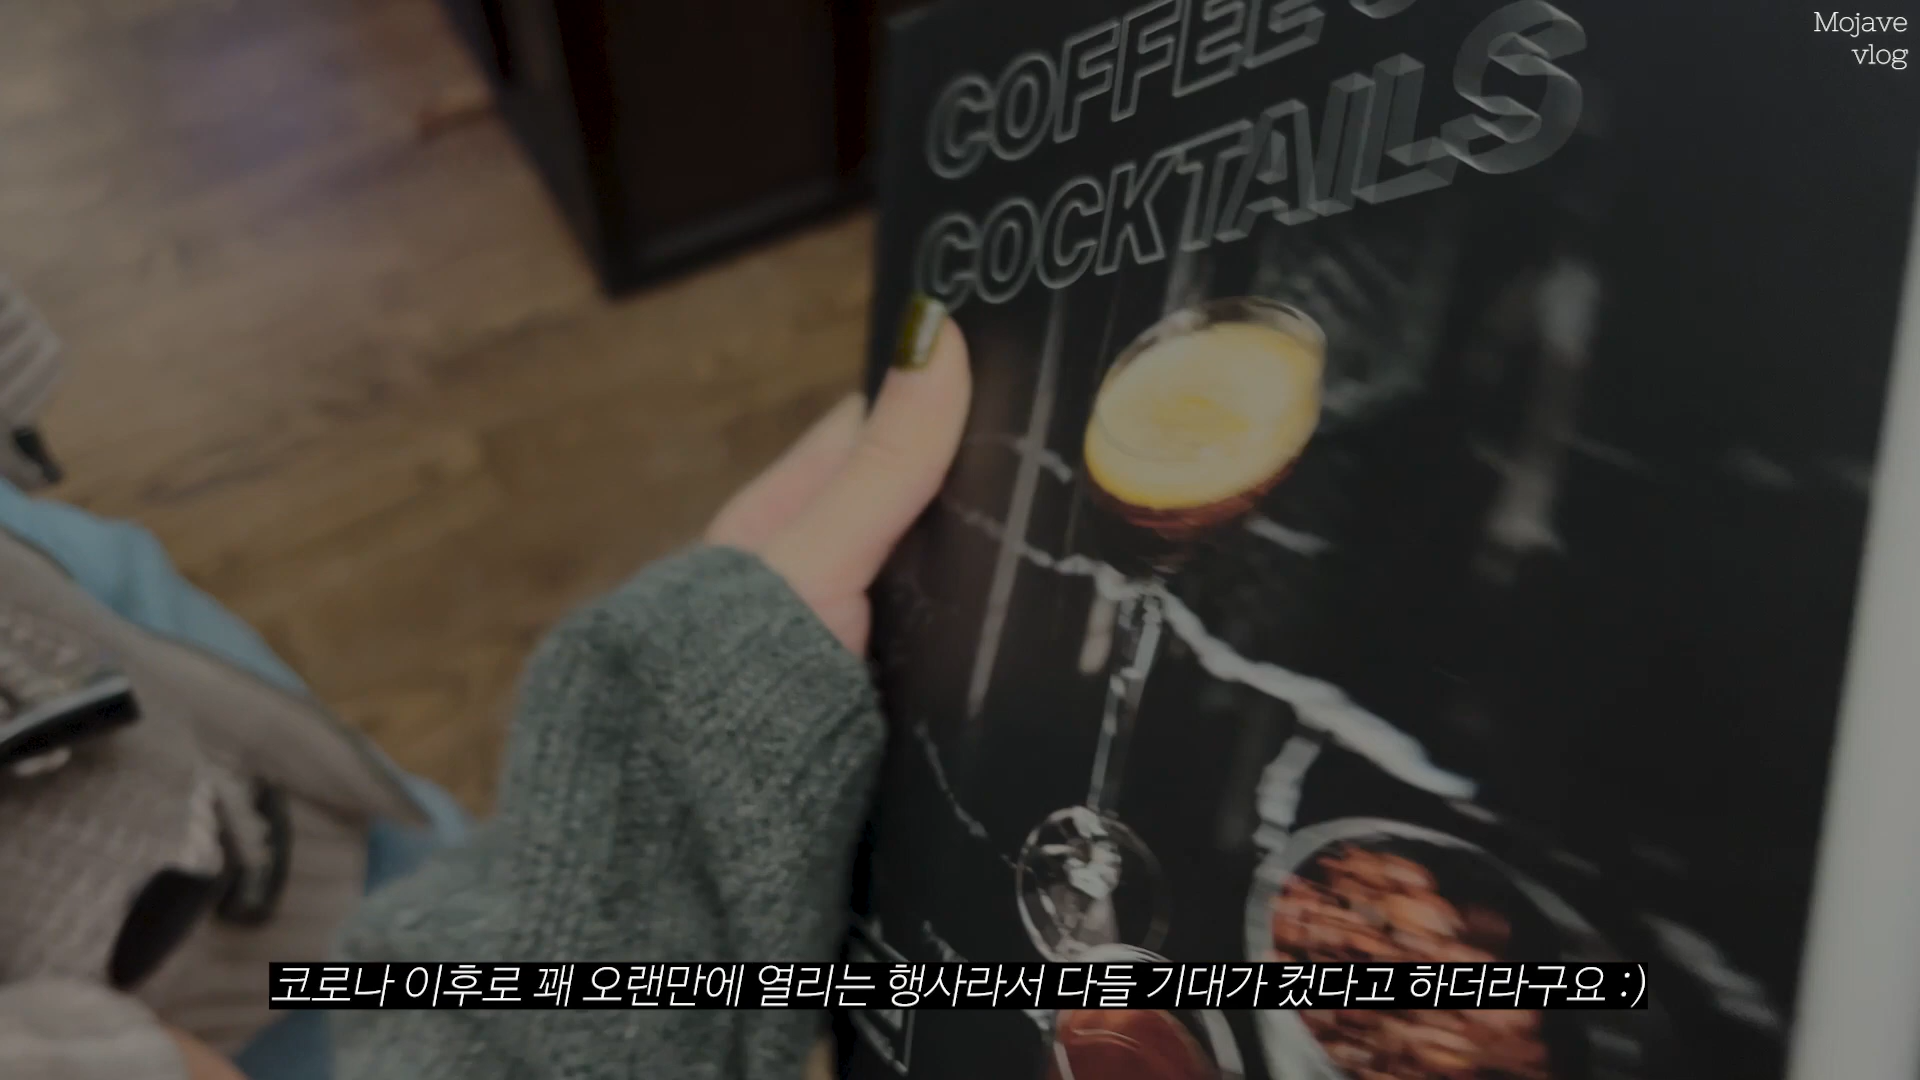 Mojave
vlog
COFFEE
COCKTAILS
코로나 이후로 꽤 오랜만에 열리는 행사라서 다들 기대가 컸다고 하더라구요 :)